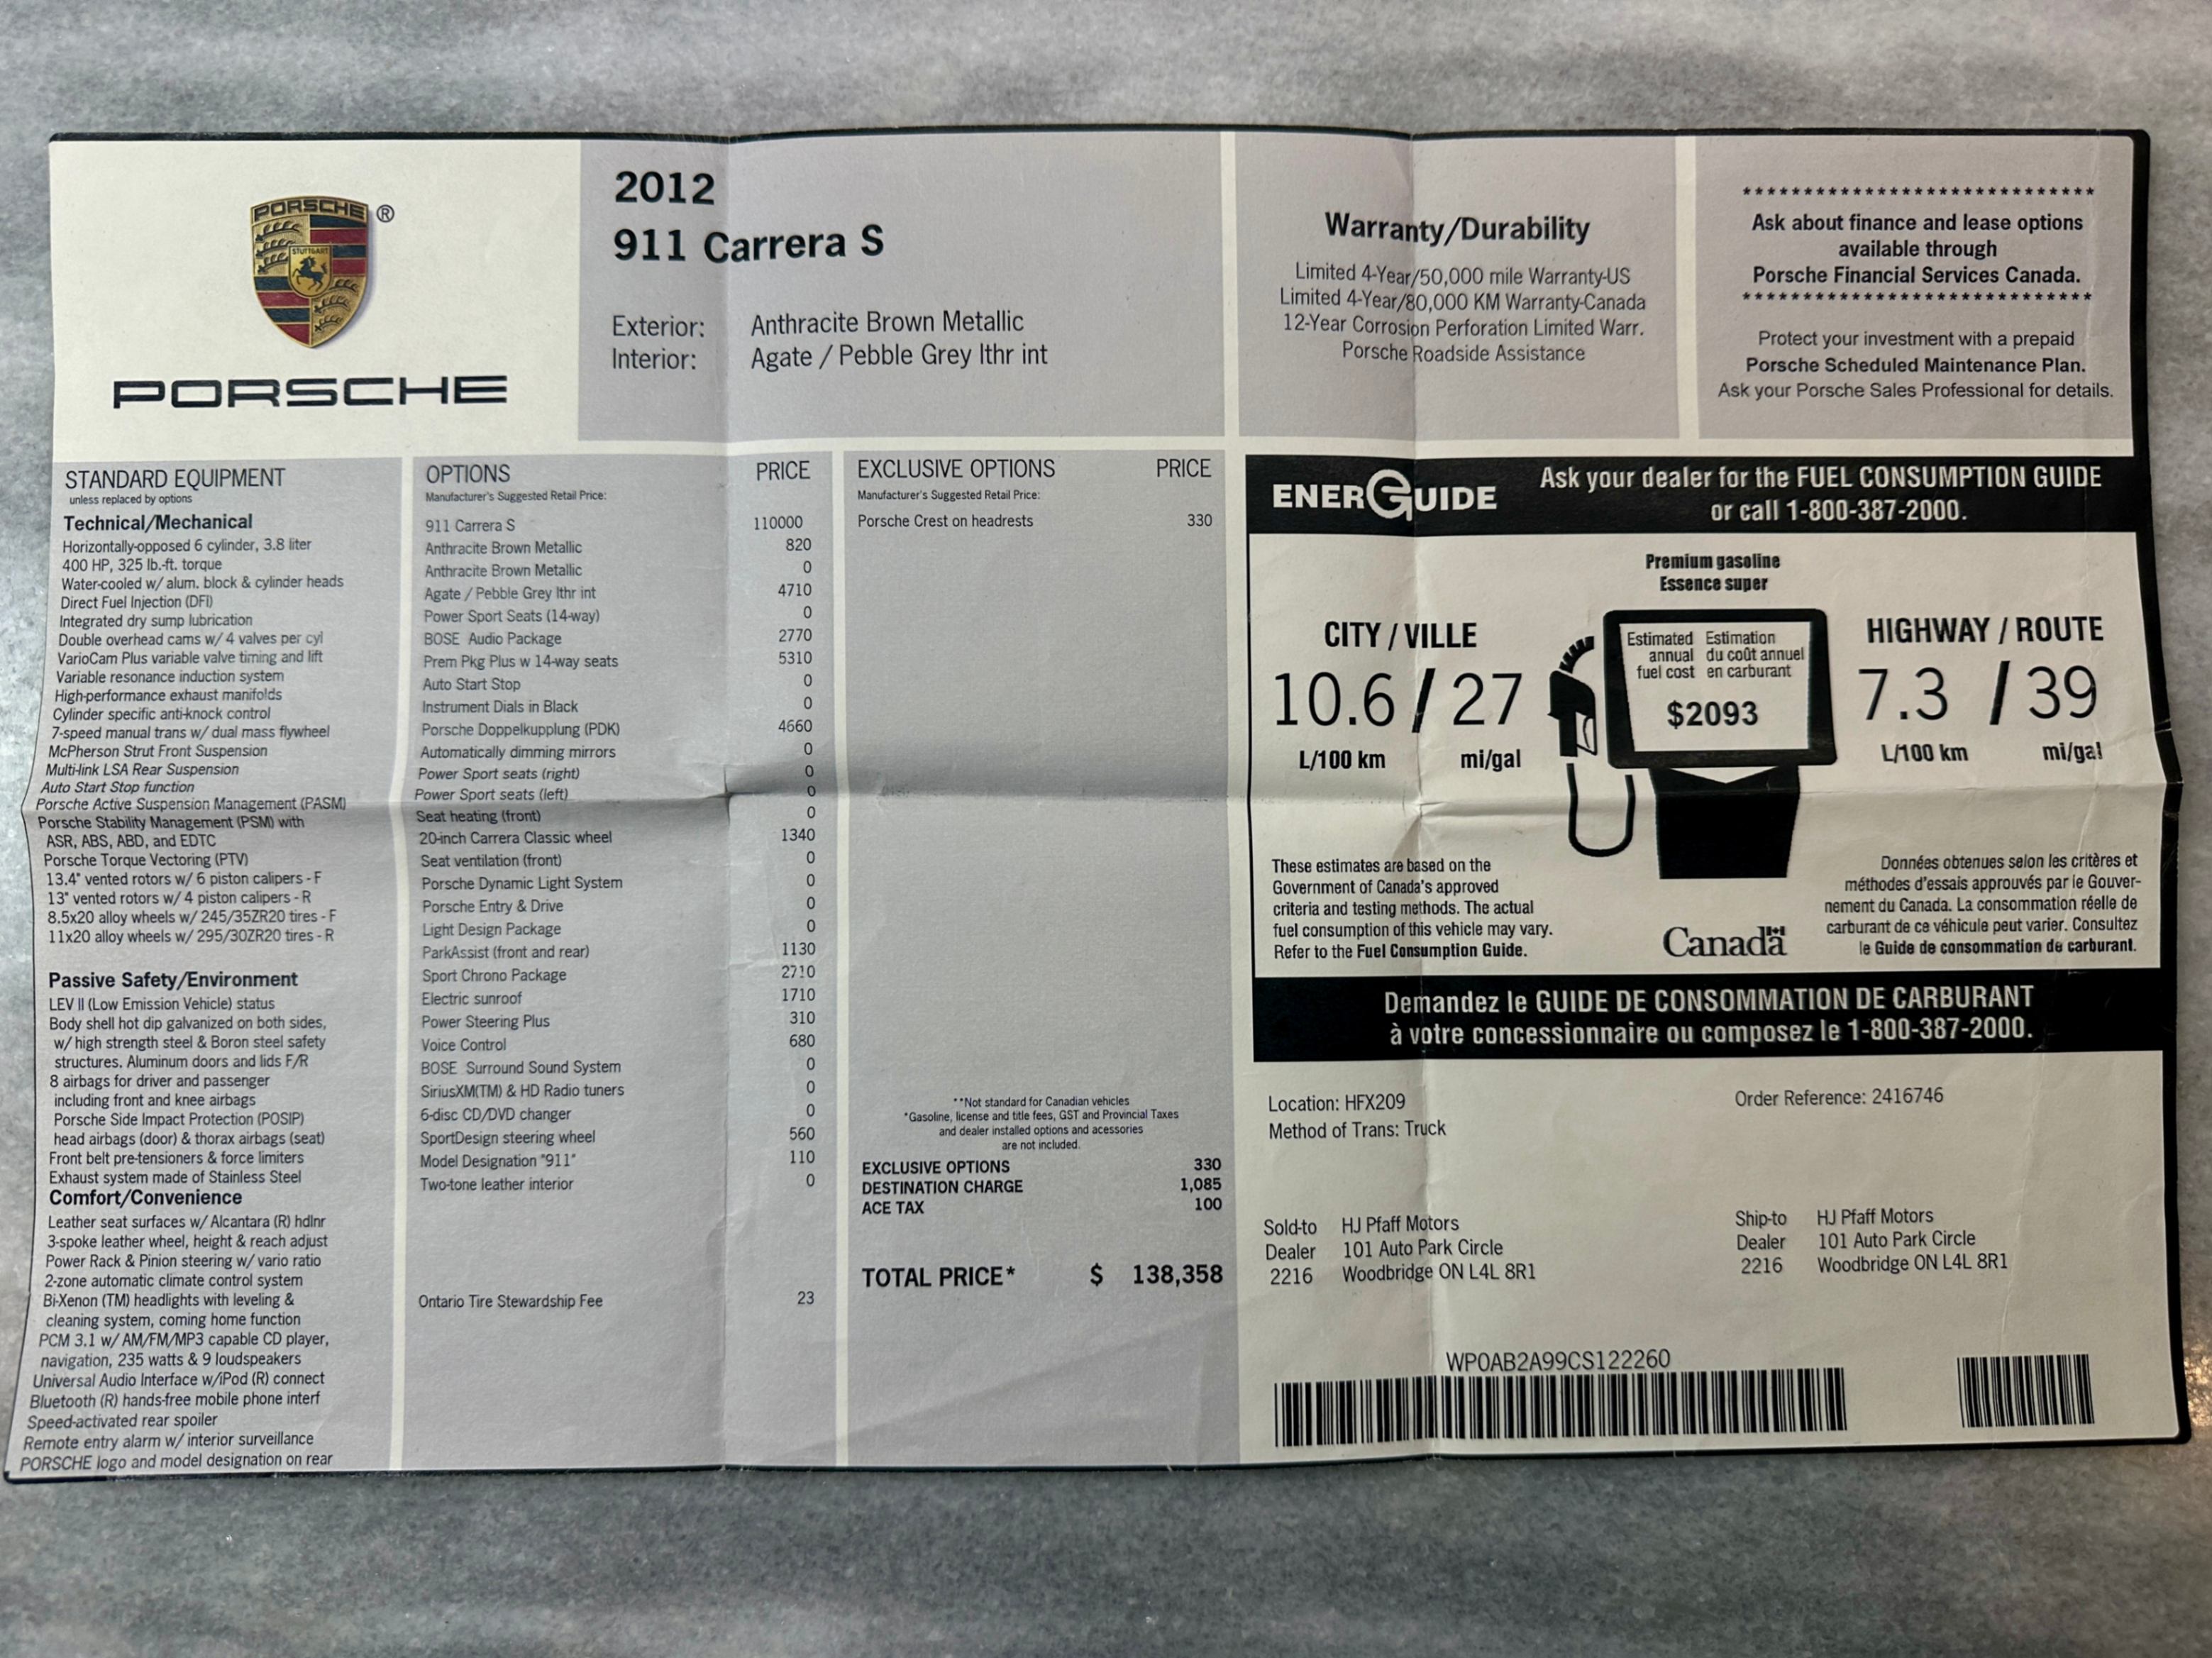 PORSCHE
STUTTGART
®
PORSCHE
2012
911 Carrera S
Exterior: Anthracite Brown Metallic
Interior: Agate / Pebble Grey lthr int
Warranty/Durability
Limited 4-Year/50,000 mile Warranty-US
Limited 4-Year/80,000 KM Warranty-Canada
12-Year Corrosion Perforation Limited Warr.
Porsche Roadside Assistance
*****************************
Ask about finance and lease options
available through
Porsche Financial Services Canada.
*****************************
Protect your investment with a prepaid
Porsche Scheduled Maintenance Plan.
Ask your Porsche Sales Professional for details.
STANDARD EQUIPMENT
unless replaced by options
Technical/Mechanical
Horizontally-opposed 6 cylinder, 3.8 liter
400 HP, 325 lb.-ft. torque
Water-cooled w/ alum. block & cylinder heads
Direct Fuel Injection (DFI)
Integrated dry sump lubrication
Double overhead cams w/ 4 valves per cyl
VarioCam Plus variable valve timing and lift
Variable resonance induction system
High-performance exhaust manifolds
Cylinder specific anti-knock control
7-speed manual trans w/ dual mass flywheel
McPherson Strut Front Suspension
Multi-link LSA Rear Suspension
Auto Start Stop function
Porsche Active Suspension Management (PASM)
Porsche Stability Management (PSM) with
ASR, ABS, ABD, and EDTC
Porsche Torque Vectoring (PTV)
13.4" vented rotors w/ 6 piston calipers - F
13" vented rotors w/ 4 piston calipers - R
8.5x20 alloy wheels w/ 245/35ZR20 tires - F
11x20 alloy wheels w/ 295/30ZR20 tires - R
Passive Safety/Environment
LEV II (Low Emission Vehicle) status
Body shell hot dip galvanized on both sides,
w/ high strength steel & Boron steel safety
structures. Aluminum doors and lids F/R
8 airbags for driver and passenger
including front and knee airbags
Porsche Side Impact Protection (POSIP)
head airbags (door) & thorax airbags (seat)
Front belt pre-tensioners & force limiters
Exhaust system made of Stainless Steel
Comfort/Convenience
Leather seat surfaces w/ Alcantara (R) hdlnr
3-spoke leather wheel, height & reach adjust
Power Rack & Pinion steering w/ vario ratio
2-zone automatic climate control system
Bi-Xenon (TM) headlights with leveling &
cleaning system, coming home function
PCM 3.1 w/ AM/FM/MP3 capable CD player,
navigation, 235 watts & 9 loudspeakers
Universal Audio Interface w/iPod (R) connect
Bluetooth (R) hands-free mobile phone interf
Speed-activated rear spoiler
Remote entry alarm w/ interior surveillance
PORSCHE logo and model designation on rear
OPTIONS PRICE
Manufacturer's Suggested Retail Price:
911 Carrera S 110000
Anthracite Brown Metallic 820
Anthracite Brown Metallic 0
Agate / Pebble Grey lthr int 4710
Power Sport Seats (14-way) 0
BOSE Audio Package 2770
Prem Pkg Plus w 14-way seats 5310
Auto Start Stop 0
Instrument Dials in Black 0
Porsche Doppelkupplung (PDK) 4660
Automatically dimming mirrors 0
Power Sport seats (right) 0
Power Sport seats (left) 0
Seat heating (front) 0
20-inch Carrera Classic wheel 1340
Seat ventilation (front) 0
Porsche Dynamic Light System 0
Porsche Entry & Drive 0
Light Design Package 0
ParkAssist (front and rear) 1130
Sport Chrono Package 2710
Electric sunroof 1710
Power Steering Plus 310
Voice Control 680
BOSE Surround Sound System 0
SiriusXM(TM) & HD Radio tuners 0
6-disc CD/DVD changer 0
SportDesign steering wheel 560
Model Designation "911" 110
Two-tone leather interior 0
Ontario Tire Stewardship Fee 23
EXCLUSIVE OPTIONS PRICE
Manufacturer's Suggested Retail Price:
Porsche Crest on headrests 330
**Not standard for Canadian vehicles
*Gasoline, license and title fees, GST and Provincial Taxes
and dealer installed options and acessories
are not included.
EXCLUSIVE OPTIONS 330
DESTINATION CHARGE 1,085
ACE TAX 100
TOTAL PRICE* $ 138,358
ENERGUIDE
Ask your dealer for the FUEL CONSUMPTION GUIDE
or call 1-800-387-2000.
Premium gasoline
Essence super
CITY / VILLE
10.6 / 27
L/100 km mi/gal
Estimated annual fuel cost
Estimation du coût annuel en carburant
$2093
HIGHWAY / ROUTE
7.3 / 39
L/100 km mi/gal
These estimates are based on the
Government of Canada's approved
criteria and testing methods. The actual
fuel consumption of this vehicle may vary.
Refer to the Fuel Consumption Guide.
Canada
Données obtenues selon les critères et
méthodes d'essais approuvés par le Gouver-
nement du Canada. La consommation réelle de
carburant de ce véhicule peut varier. Consultez
le Guide de consommation de carburant.
Demandez le GUIDE DE CONSOMMATION DE CARBURANT
à votre concessionnaire ou composez le 1-800-387-2000.
Location: HFX209
Method of Trans: Truck
Order Reference: 2416746
Sold-to HJ Pfaff Motors
Dealer 101 Auto Park Circle
2216 Woodbridge ON L4L 8R1
Ship-to HJ Pfaff Motors
Dealer 101 Auto Park Circle
2216 Woodbridge ON L4L 8R1
WP0AB2A99CS122260